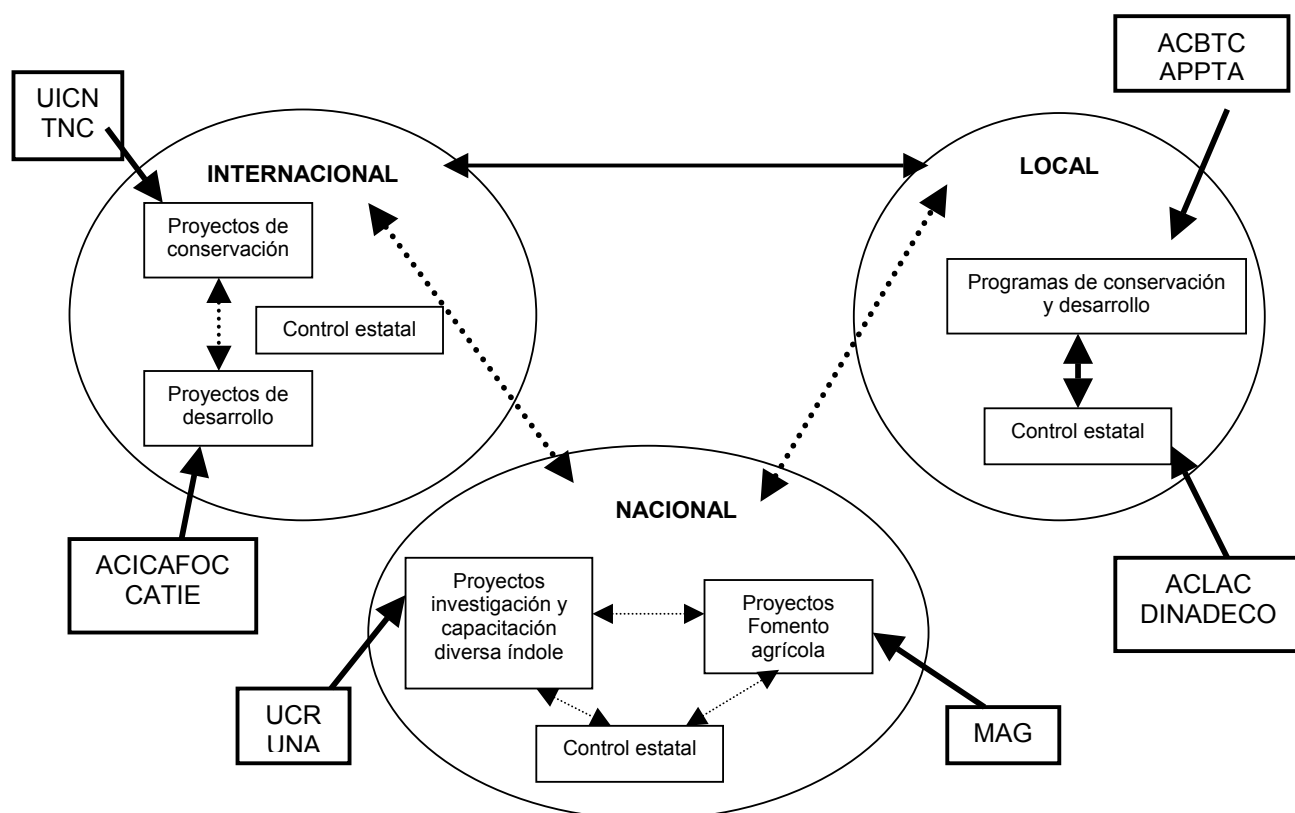 ACBTC
APPTA
UICN
TNC
INTERNACIONAL
LOCAL
Proyectos de
conservación
Programas de conservación
y desarrollo
Control estatal
Proyectos de
desarrollo
Control estatal
NACIONAL
ACICAFOC
CATIE
ACLAC
DINADECO
Proyectos
investigación y
capacitación
diversa índole
Proyectos
Fomento
agrícola
UCR
UNA
MAG
Control estatal